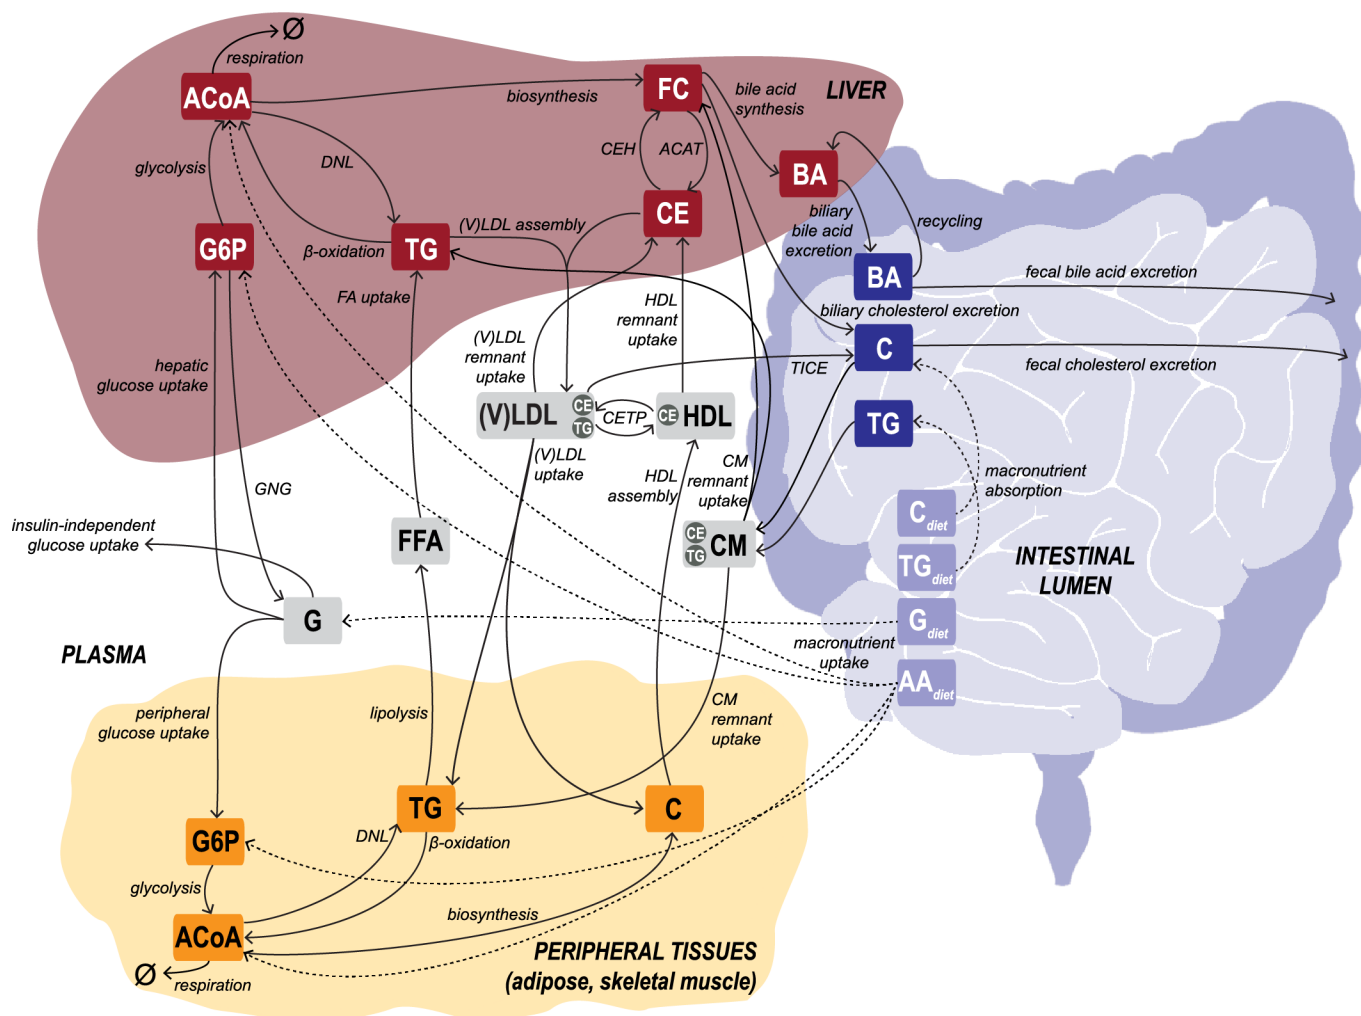 Ø
respiration
ACoA
biosynthesis
FC
bile acid
synthesis
LIVER
glycolysis
DNL
CEH
ACAT
BA
G6P
β-oxidation
TG
(V)LDL assembly
CE
biliary
bile acid
excretion
recycling
BA
fecal bile acid excretion
FA uptake
HDL
remnant
uptake
biliary cholesterol excretion
(V)LDL
remnant
uptake
hepatic
glucose uptake
TICE
C
fecal cholesterol excretion
(V)LDL
CE
TG
CETP
CE
HDL
TG
(V)LDL
uptake
HDL
assembly
CM
remnant
uptake
macronutrient
absorption
GNG
insulin-independent
glucose uptake
FFA
CE
TG
CM
C diet
TG diet
INTESTINAL
LUMEN
G
G diet
PLASMA
macronutrient
uptake
AA diet
peripheral
glucose uptake
lipolysis
CM
remnant
uptake
TG
C
G6P
DNL
β-oxidation
glycolysis
ACoA
biosynthesis
Ø
respiration
PERIPHERAL TISSUES
(adipose, skeletal muscle)